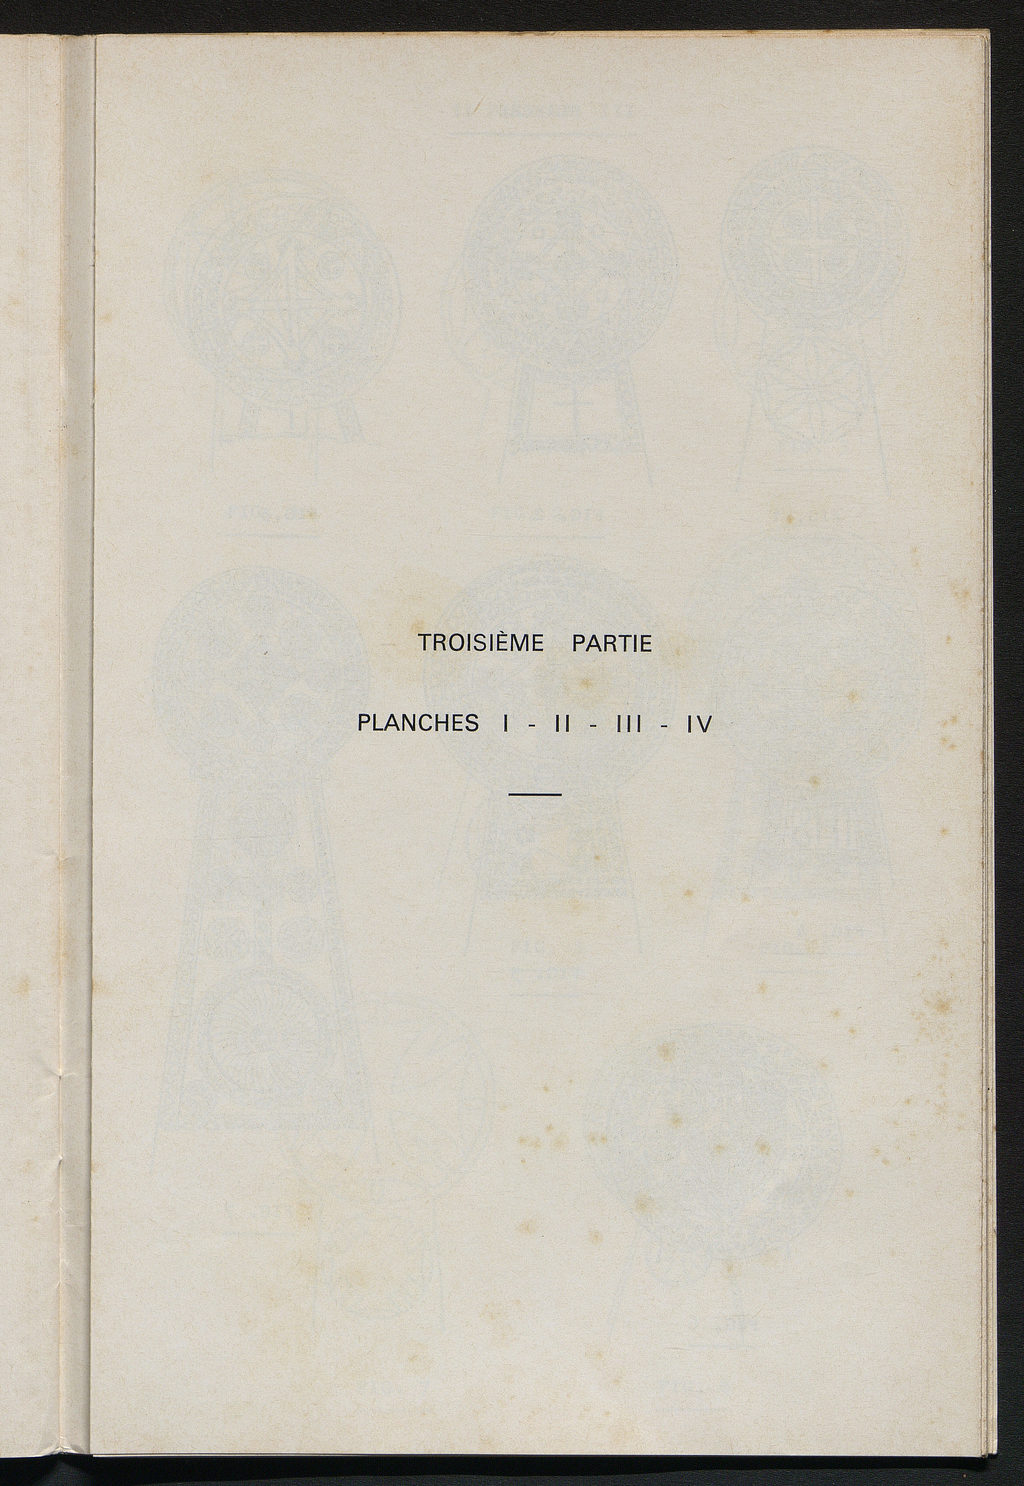 TROISIÈME PARTIE
PLANCHES I - II - III - IV